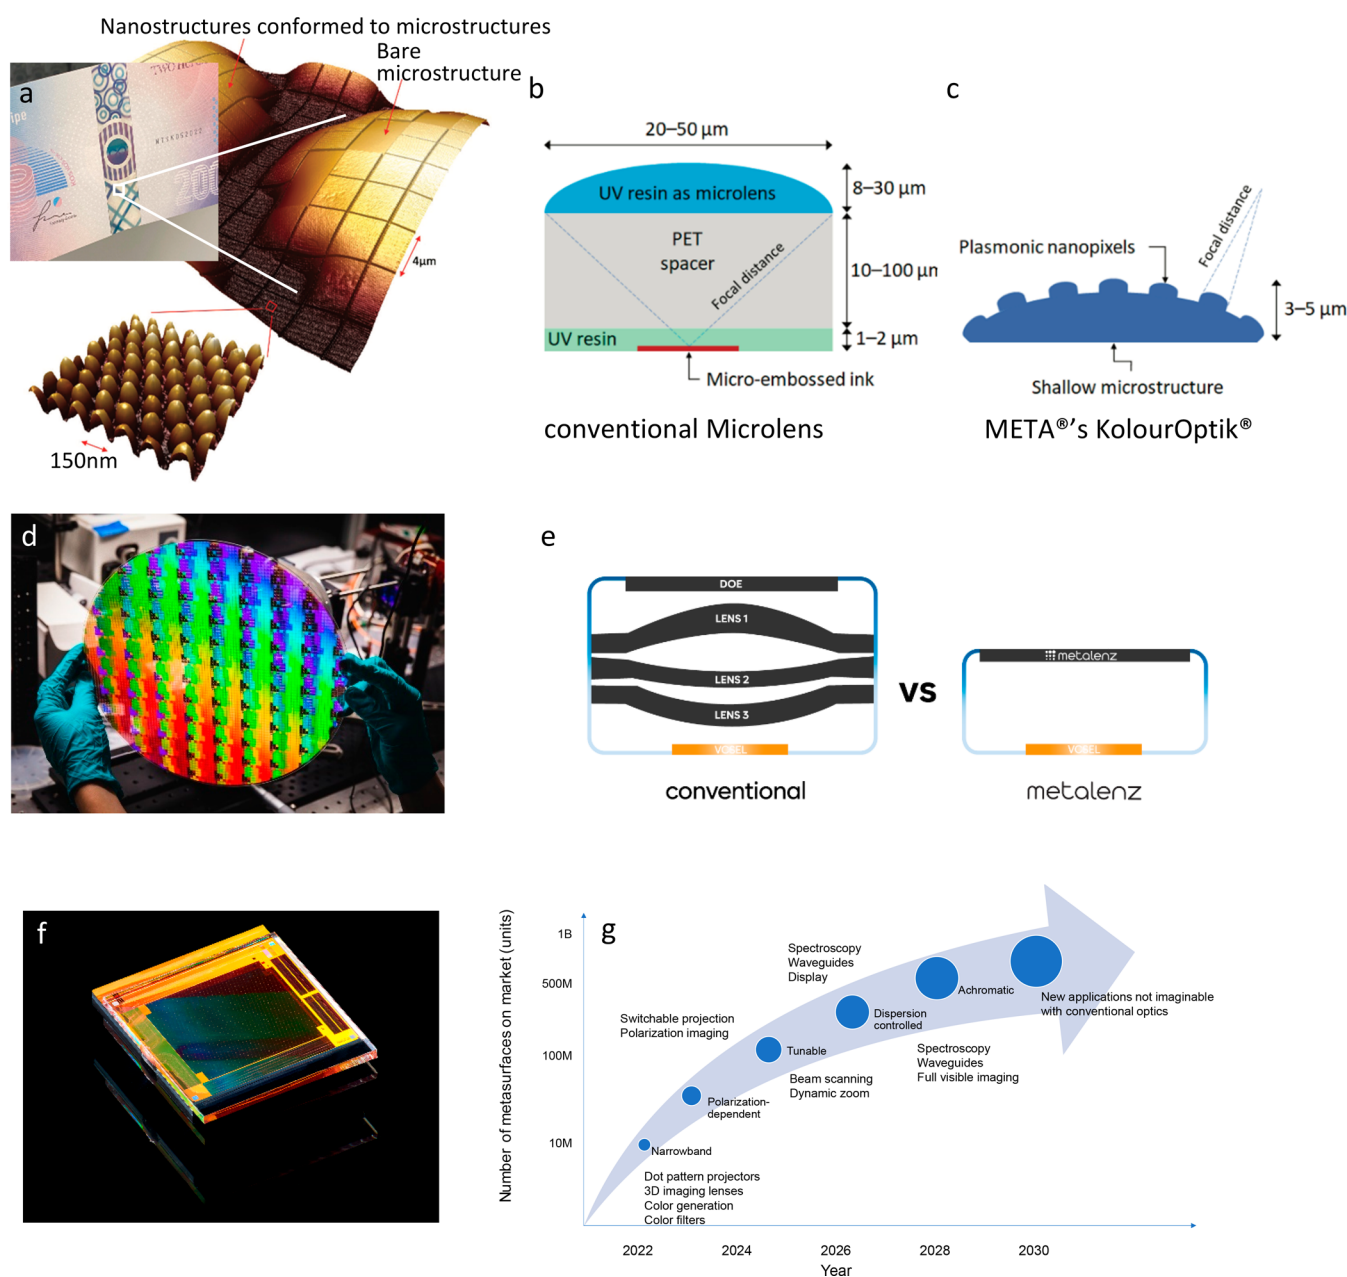 Nanostructures conformed to microstructures
Bare
microstructure
a
4μm
150nm
b
20–50 μm
UV resin as microlens
8–30 μm
PET
spacer
Focal distance
10–100 μm
UV resin
1–2 μm
Micro-embossed ink
conventional Microlens
c
Plasmonic nanopixels
Focal distance
3–5 μm
Shallow microstructure
META®’s KolourOptik®
d
e
DOE
LENS 1
LENS 2
LENS 3
VCSEL
conventional
vs
metalenz
VCSEL
metalenz
f
g
Number of metasurfaces on market (units)
1B
500M
100M
10M
Spectroscopy
Waveguides
Display
Switchable projection
Polarization imaging
Achromatic
New applications not imaginable
with conventional optics
Dispersion
controlled
Tunable
Spectroscopy
Waveguides
Full visible imaging
Beam scanning
Dynamic zoom
Polarization-
dependent
Narrowband
Dot pattern projectors
3D imaging lenses
Color generation
Color filters
2022
2024
2026
2028
2030
Year